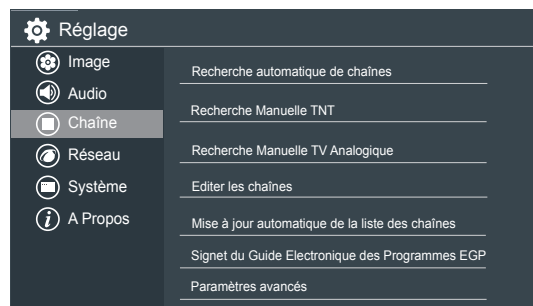 Réglage
Image
Audio
Chaîne
Réseau
Système
A Propos
Recherche automatique de chaînes
Recherche Manuelle TNT
Recherche Manuelle TV Analogique
Editer les chaînes
Mise à jour automatique de la liste des chaînes
Signet du Guide Electronique des Programmes EGP
Paramètres avancés